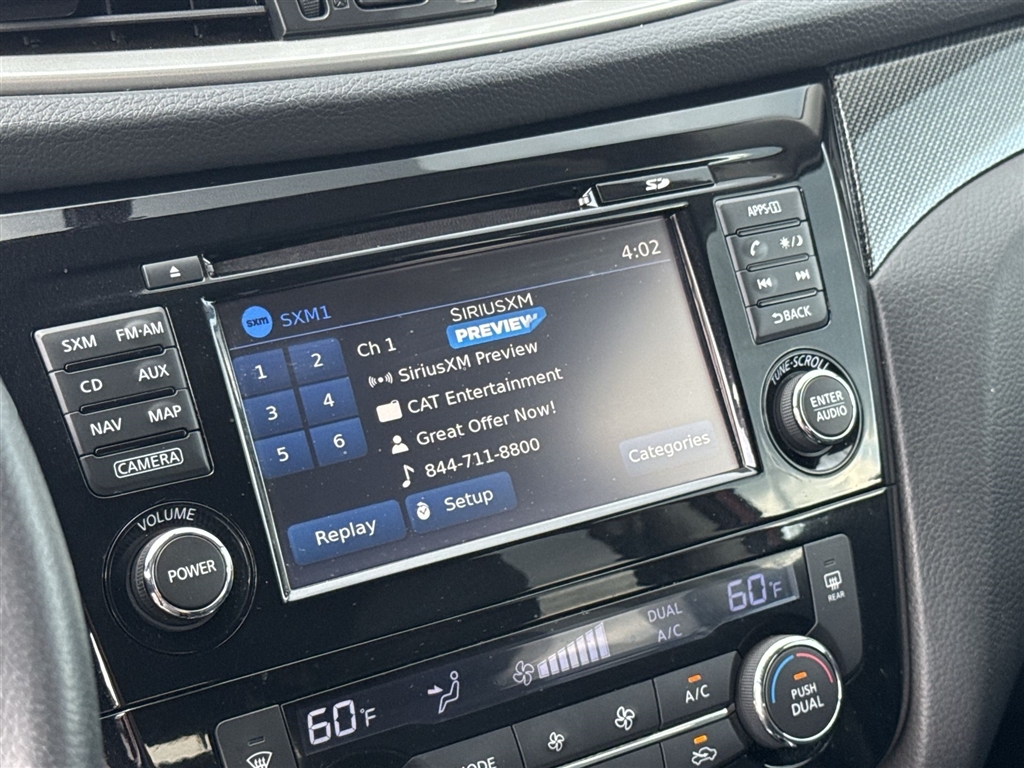 SD
APPS
BACK
TUNE·SCROLL
ENTER
AUDIO
SXM FM·AM
CD AUX
NAV MAP
CAMERA
VOLUME
POWER
sxm SXM1
4:02
SIRIUSXM
PREVIEW
Ch 1
1 2
3 4
5 6
SiriusXM Preview
CAT Entertainment
Great Offer Now!
844-711-8800
Replay
Setup
Categories
60°F
DUAL
A/C
60°F
REAR
MODE
A/C
PUSH
DUAL